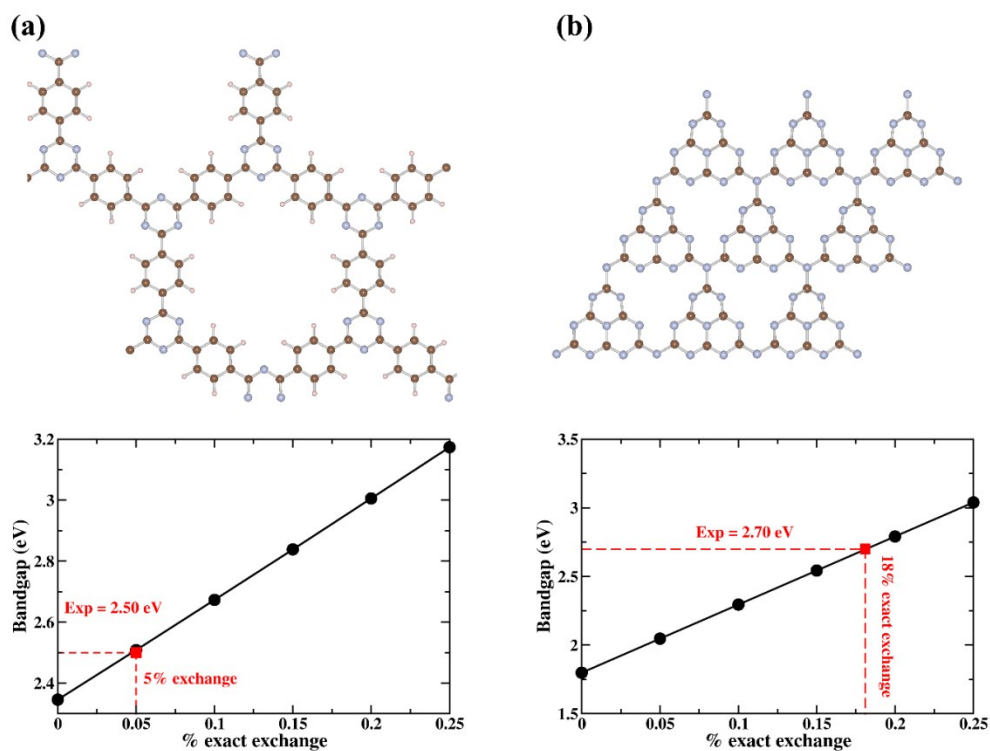 (a)
(b)
3.2
3
2.8
2.6
2.4
Bandgap (eV)
Exp = 2.50 eV
5% exchange
0 0.05 0.1 0.15 0.2 0.25
% exact exchange
3.5
3
2.5
2
1.5
Bandgap (eV)
Exp = 2.70 eV
18% exact exchange
0 0.05 0.1 0.15 0.2 0.25
% exact exchange